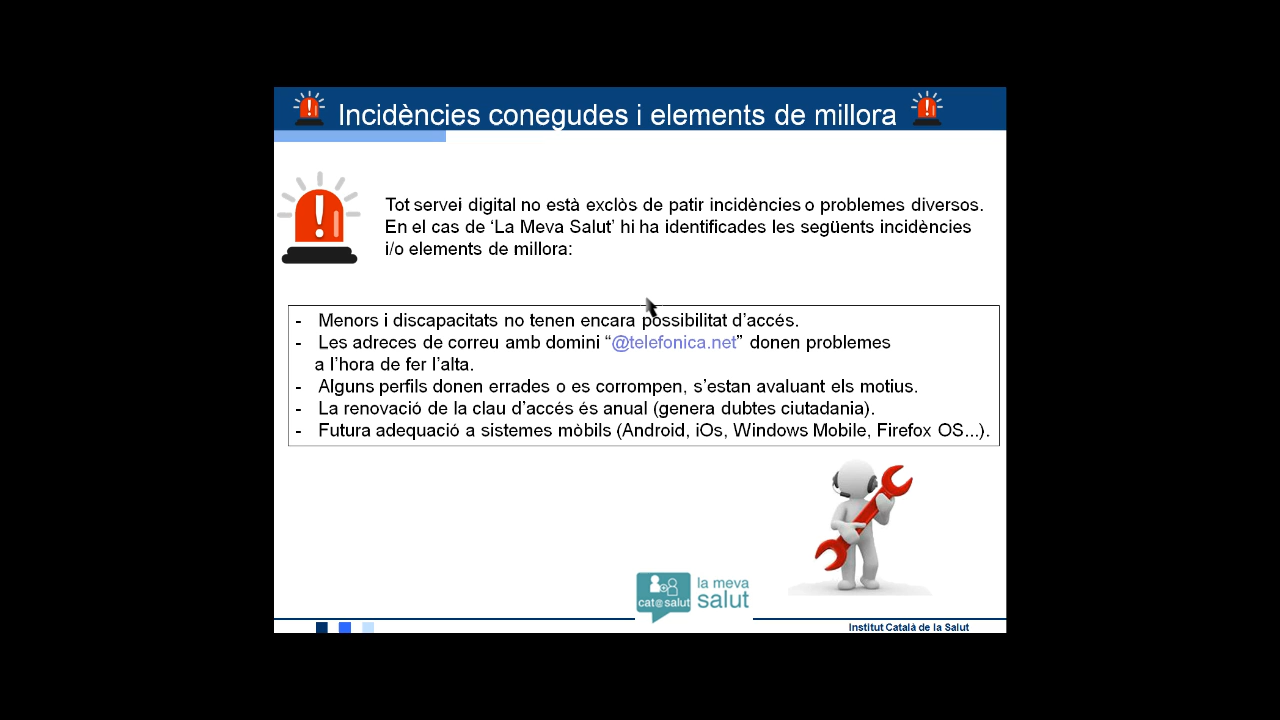 Incidències conegudes i elements de millora
Tot servei digital no està exclòs de patir incidències o problemes diversos.
En el cas de ‘La Meva Salut’ hi ha identificades les següents incidències
i/o elements de millora:
- Menors i discapacitats no tenen encara possibilitat d’accés.
- Les adreces de correu amb domini “@telefonica.net” donen problemes
a l’hora de fer l’alta.
- Alguns perfils donen errades o es corrompen, s’estan avaluant els motius.
- La renovació de la clau d’accés és anual (genera dubtes ciutadania).
- Futura adequació a sistemes mòbils (Android, iOs, Windows Mobile, Firefox OS...).
cat@salut
la meva
salut
Institut Català de la Salut